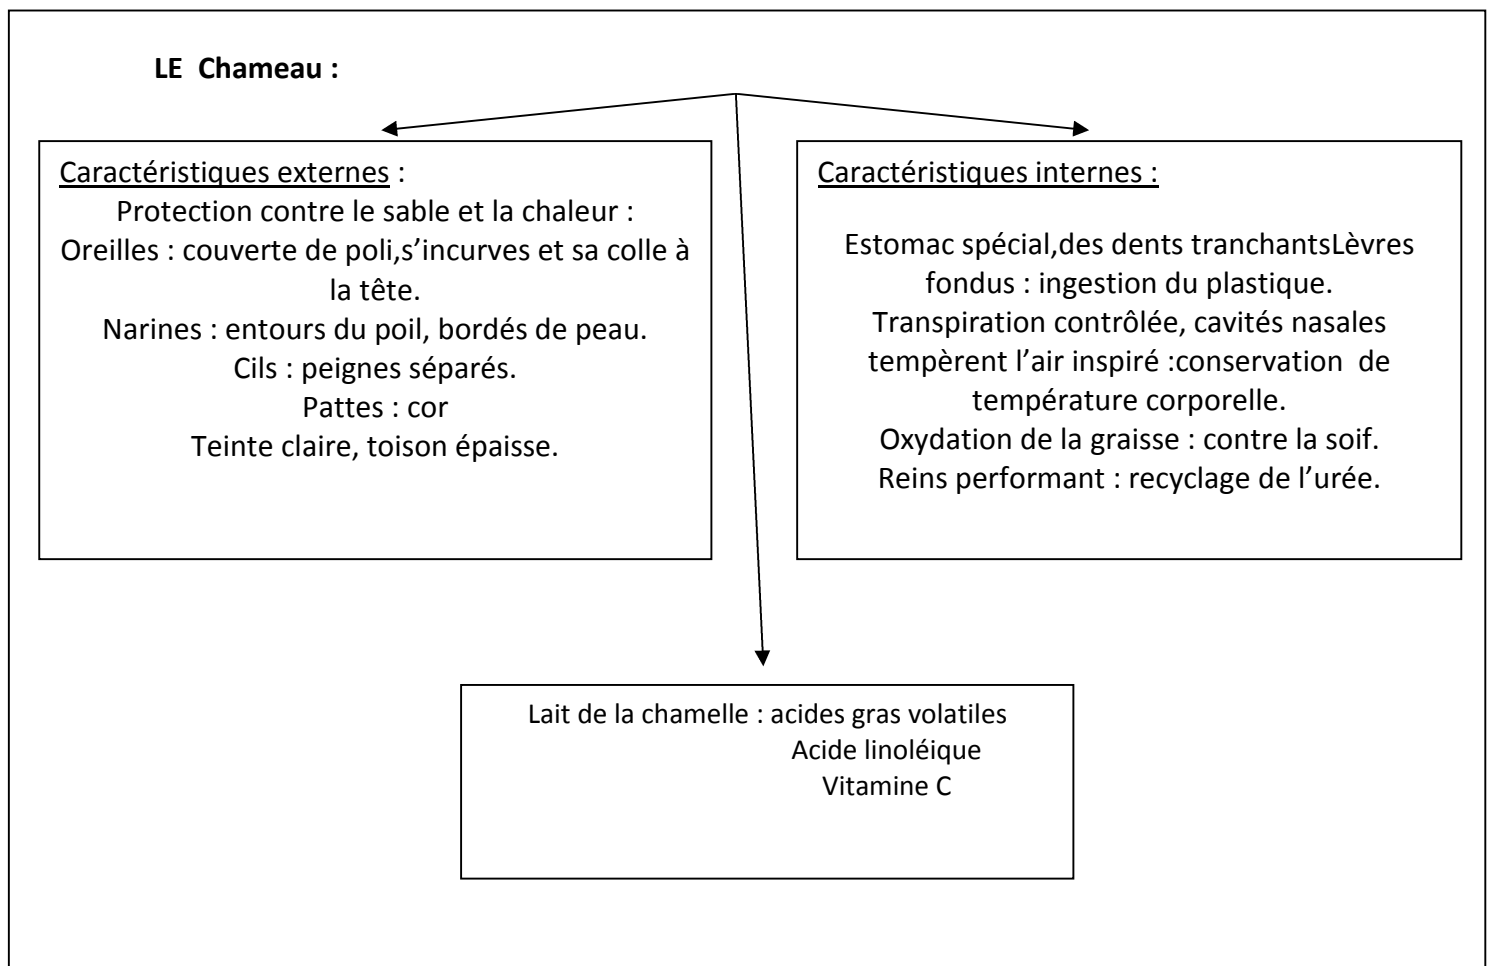 LE Chameau :
Caractéristiques externes :
Protection contre le sable et la chaleur :
Oreilles : couverte de poli,s’incurves et sa colle à
la tête.
Narines : entours du poil, bordés de peau.
Cils : peignes séparés.
Pattes : cor
Teinte claire, toison épaisse.
Caractéristiques internes :
Estomac spécial,des dents tranchantsLèvres
fondus : ingestion du plastique.
Transpiration contrôlée, cavités nasales
tempèrent l’air inspiré :conservation de
température corporelle.
Oxydation de la graisse : contre la soif.
Reins performant : recyclage de l’urée.
Lait de la chamelle : acides gras volatiles
Acide linoléique
Vitamine C